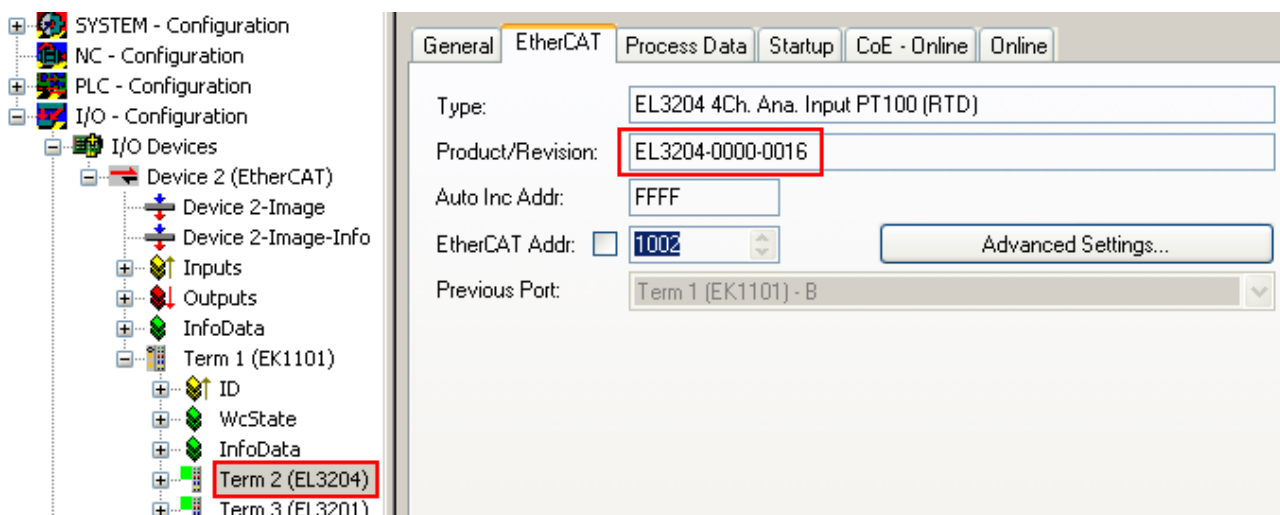 SYSTEM - Configuration
NC - Configuration
PLC - Configuration
I/O - Configuration
I/O Devices
Device 2 (EtherCAT)
Device 2-Image
Device 2-Image-Info
Inputs
Outputs
InfoData
Term 1 (EK1101)
ID
WcState
InfoData
Term 2 (EL3204)
Term 3 (EL3201)
General EtherCAT Process Data Startup CoE - Online Online
Type: EL3204 4Ch. Ana. Input PT100 (RTD)
Product/Revision: EL3204-0000-0016
Auto Inc Addr: FFFF
EtherCAT Addr: 1002 Advanced Settings...
Previous Port: Term 1 (EK1101) - B